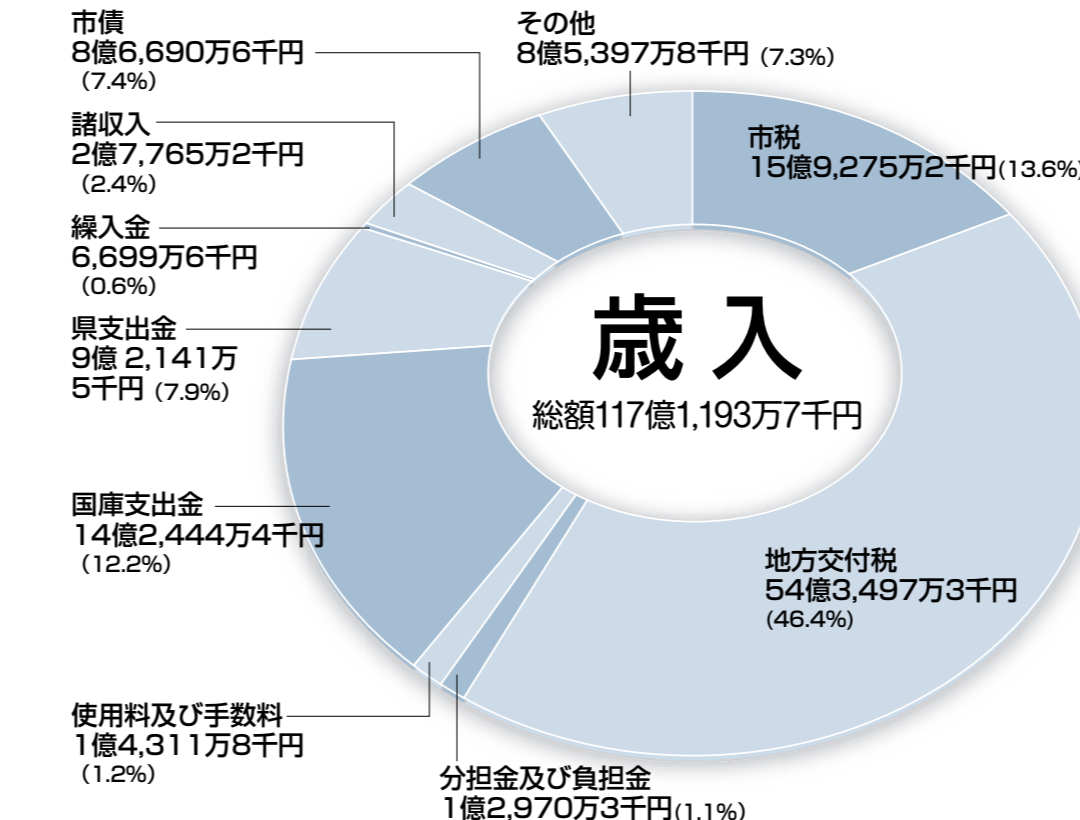 市債
8億6,690万6千円
（7.4%）
その他
8億5,397万8千円（7.3%）
諸収入
2億7,765万2千円
（2.4%）
市税
15億9,275万2千円(13.6%)
繰入金
6,699万6千円
（0.6%）
県支出金
9億 2,141万
5千円（7.9%）
歳 入
総額117億1,193万7千円
国庫支出金
14億2,444万4千円
（12.2%）
地方交付税
54億3,497万3千円
(46.4%)
使用料及び手数料
1億4,311万8千円
（1.2%）
分担金及び負担金
1億2,970万3千円(1.1%)